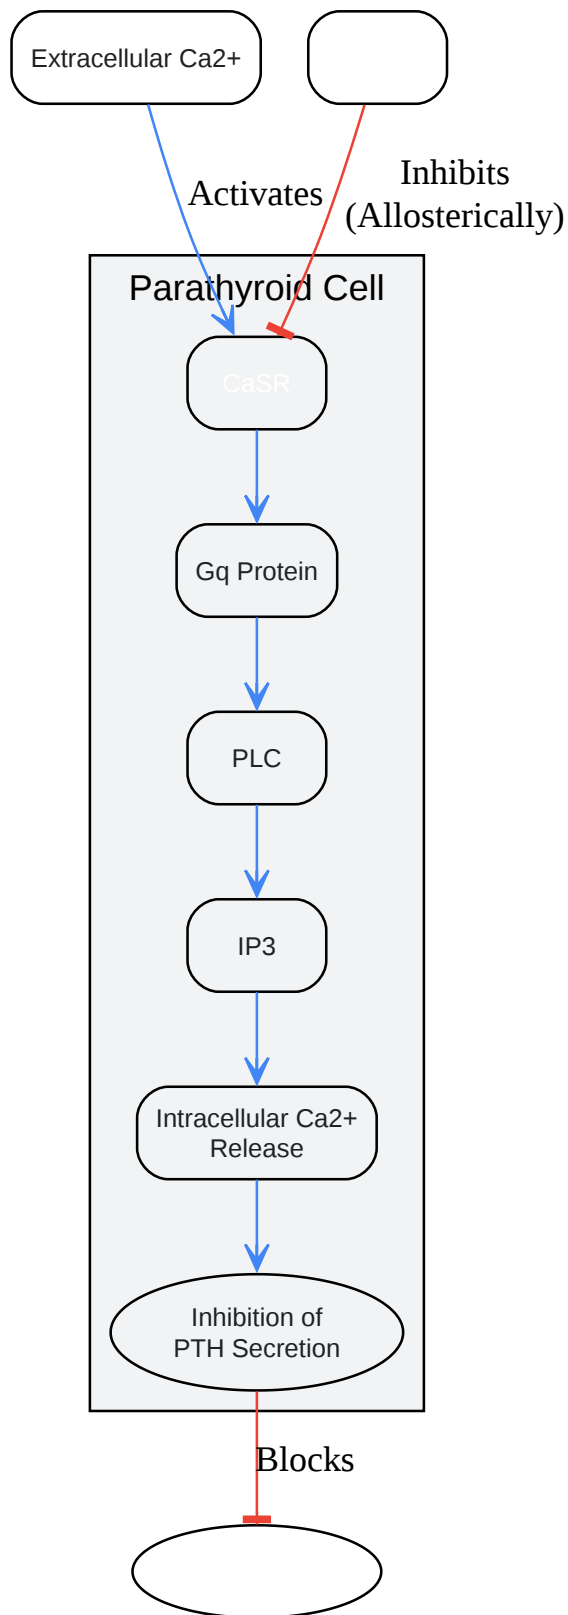 Extracellular Ca2+
Activates
Inhibits
(Allosterically)
Parathyroid Cell
CaSR
Gq Protein
PLC
IP3
Intracellular Ca2+
Release
Inhibition of
PTH Secretion
Blocks